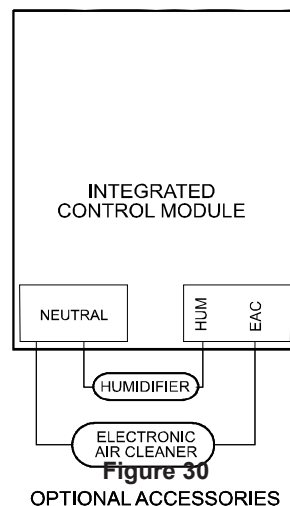 INTEGRATED
CONTROL MODULE
NEUTRAL
HUM
EAC
HUMIDIFIER
ELECTRONIC
AIR CLEANER
Figure 30
OPTIONAL ACCESSORIES